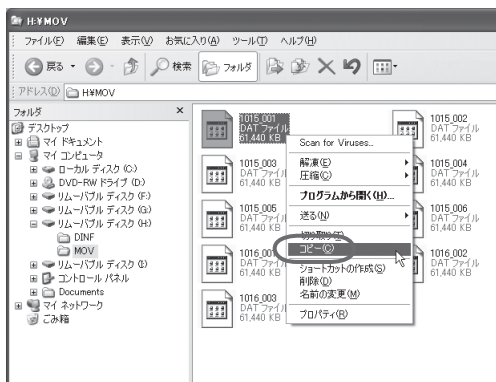 H:¥MOV
ファイル(F) 編集(E) 表示(V) お気に入り(A) ツール(T) ヘルプ(H)
戻る 検索 フォルダ
アドレス(D) H:¥MOV
フォルダ ×
デスクトップ
マイ ドキュメント
マイ コンピュータ
ローカル ディスク (C:)
DVD-RW ドライブ (D:)
リムーバブル ディスク (F:)
リムーバブル ディスク (G:)
リムーバブル ディスク (H:)
DINF
MOV
リムーバブル ディスク (I:)
コントロール パネル
Documents
マイ ネットワーク
ごみ箱
1015_001
DAT ファイル
61,440 KB
1015_002
DAT ファイル
61,440 KB
1015_003
DAT ファイル
61,440 KB
1015_004
DAT ファイル
61,440 KB
1015_005
DAT ファイル
61,440 KB
1015_006
DAT ファイル
61,440 KB
1016_001
DAT ファイル
61,440 KB
1016_002
DAT ファイル
61,440 KB
1016_003
DAT ファイル
61,440 KB
Scan for Viruses...
解凍(E)
圧縮(C)
プログラムから開く(H)...
送る(N)
切り取り(T)
コピー(C)
ショートカットの作成(S)
削除(D)
名前の変更(M)
プロパティ(R)